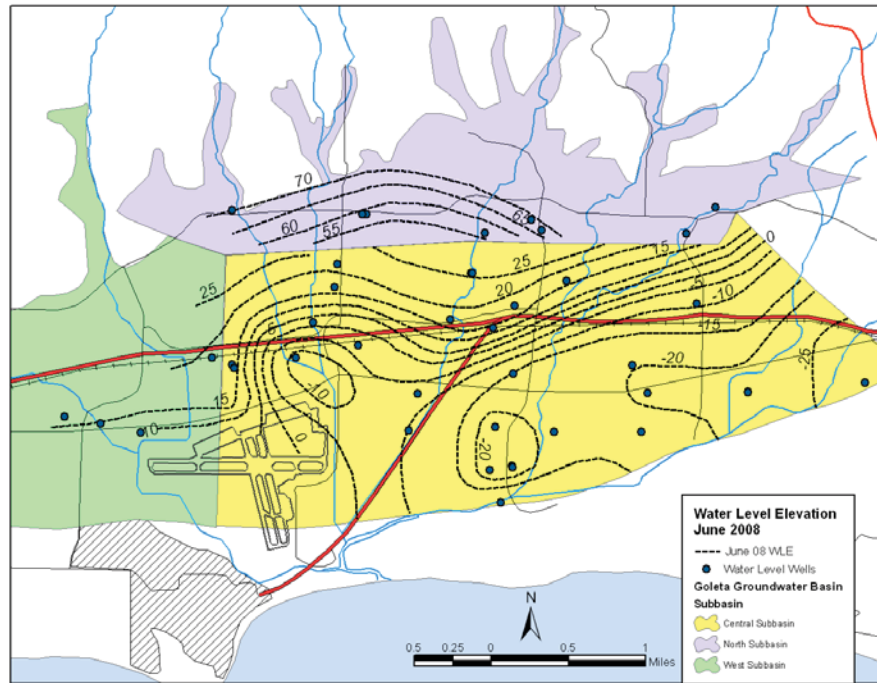 70
60
55
63
0
25
15
25
20
-5
-10
-15
5
-10
15
10
0
-20
-25
-20
Water Level Elevation
June 2008
June 08 WLE
Water Level Wells
Goleta Groundwater Basin
Subbasin
Central Subbasin
North Subbasin
West Subbasin
N
0.5 0.25 0 0.5 1
Miles